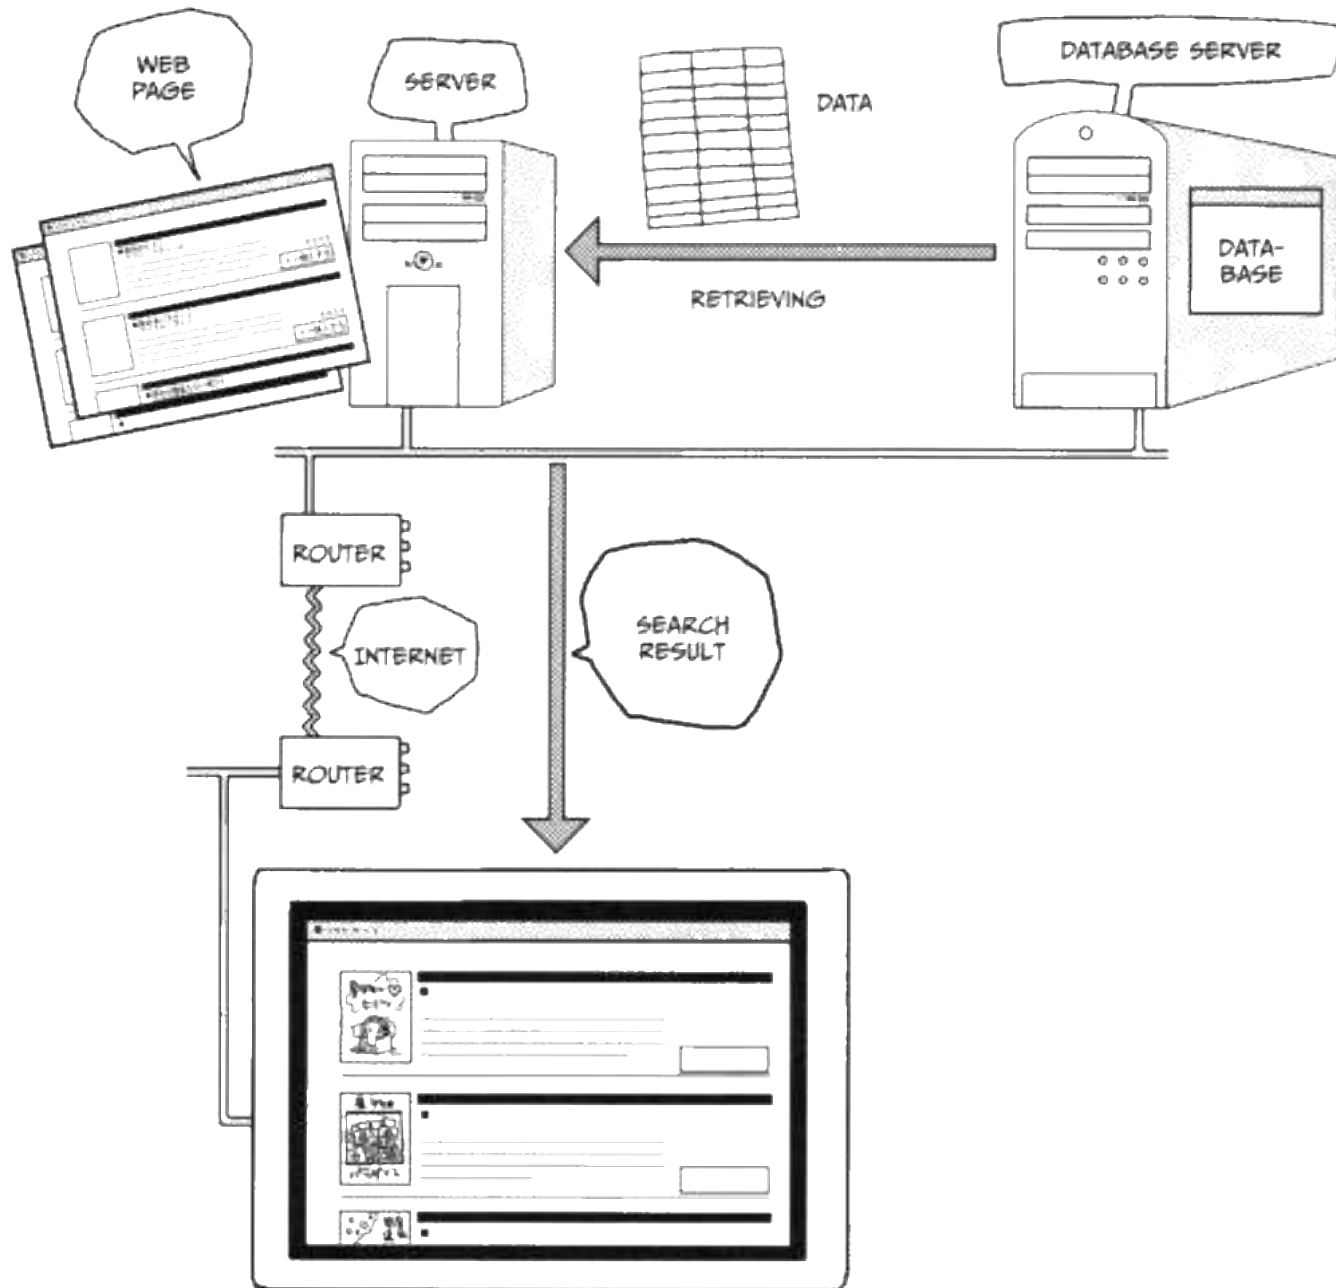 WEB
PAGE
SERVER
DATA
DATABASE SERVER
DATA-
BASE
RETRIEVING
ROUTER
INTERNET
SEARCH
RESULT
ROUTER